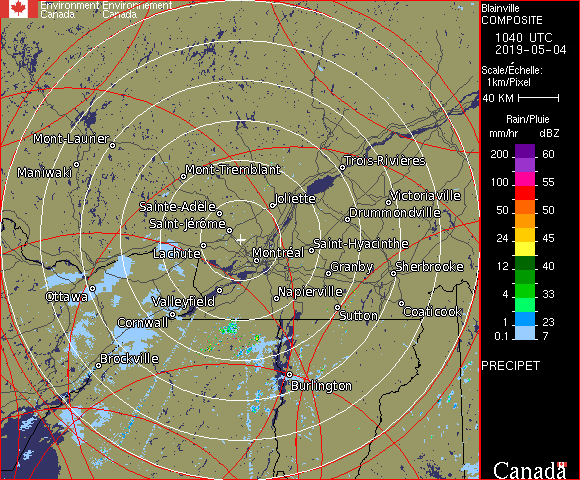 Environment Environnement
Canada Canada
Blainville
COMPOSITE
1040 UTC
2019-05-04
Scale/Échelle:
1km/Pixel
40 KM
Rain/Pluie
mm/hr dBZ
200 60
100 55
50 50
24 45
12 40
4 33
1 23
0.1 7
PRECIPET
Mont-Laurier
Maniwaki
Mont-Tremblant
Trois-Rivières
Joliette
Victoriaville
Sainte-Adèle
Drummondville
Saint-Jérôme
Saint-Hyacinthe
Lachute
Montréal
Granby
Sherbrooke
Ottawa
Valleyfield
Napierville
Coaticook
Cornwall
Sutton
Brockville
Burlington
Canada